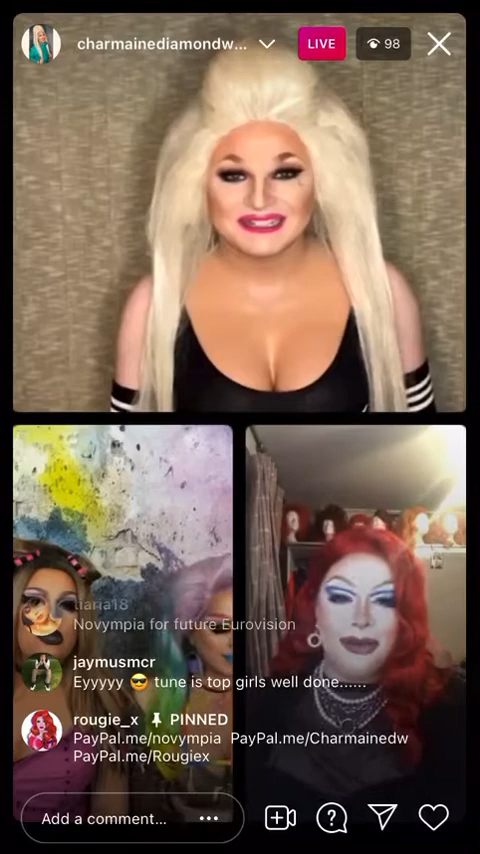 charmainediamondw...
LIVE
98
tiaria18
Novympia for future Eurovision
jaymusmcr
Eyyyyy 😎 tune is top girls well done......
rougie_x PINNED
PayPal.me/novympia PayPal.me/Charmainedw
PayPal.me/Rougiex
Add a comment...